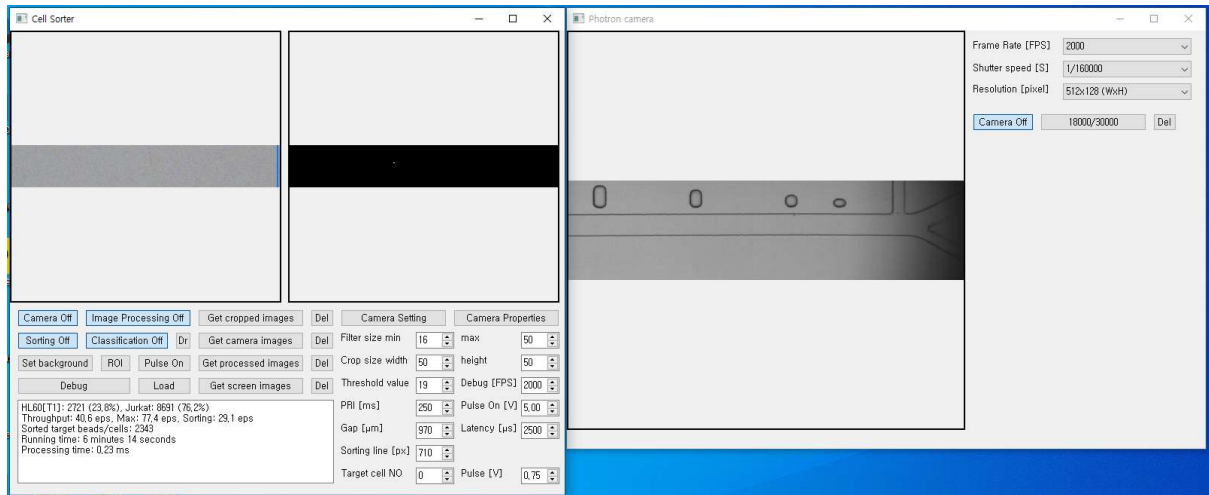 Cell Sorter
Photron camera
Frame Rate [FPS] 2000
Shutter speed [S] 1/160000
Resolution [pixel] 512x128 (WxH)
Camera Off 18000/30000 Del
Camera Off Image Processing Off Get cropped images Del Camera Setting Camera Properties
Sorting Off Classification Off Dr Get camera images Del Filter size min 16 max 50
Set background ROI Pulse On Get processed images Del Crop size width 50 height 50
Debug Load Get screen images Del Threshold value 19 Debug [FPS] 2000
PRI [ms] 250 Pulse On [V] 5,00
Gap [μm] 970 Latency [μs] 2500
Sorting line [px] 710
Target cell NO 0 Pulse [V] 0,75
HL60[T1]: 2721 (23,8%), Jurkat: 8691 (76,2%)
Throughput: 40,6 eps, Max: 77,4 eps, Sorting: 29,1 eps
Sorted target beads/cells: 2343
Running time: 6 minutes 14 seconds
Processing time: 0,23 ms